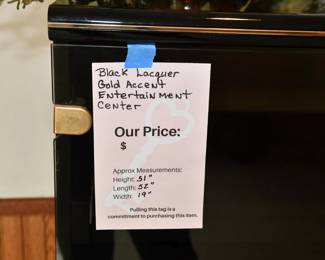 Black Lacquer
Gold Accent
Entertainment
Center
Our Price:
$
Approx Measurements:
Height: 51"
Length: 52"
Width: 19"
Pulling this tag is a
commitment to purchasing this item.